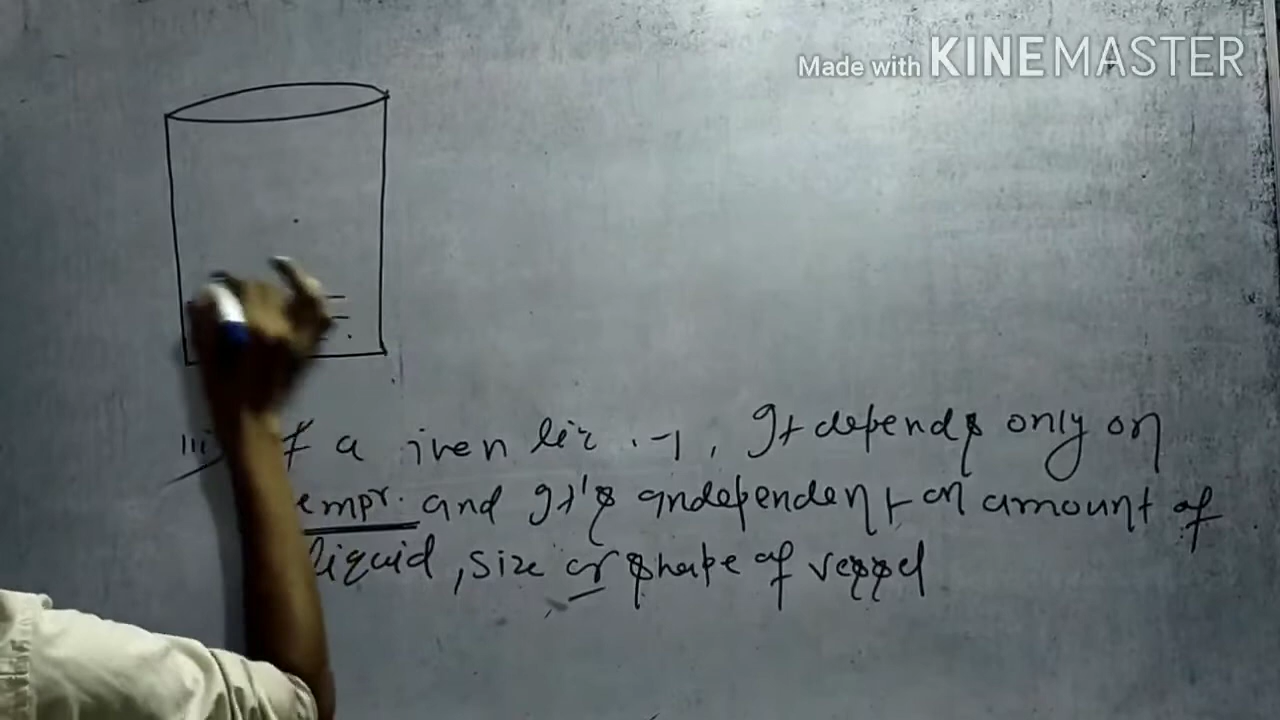 Made with KINEMASTER
iii) f a iven liq. -, It depends only on
empr. and It's independent on amount of
liquid, size or shape of vessel